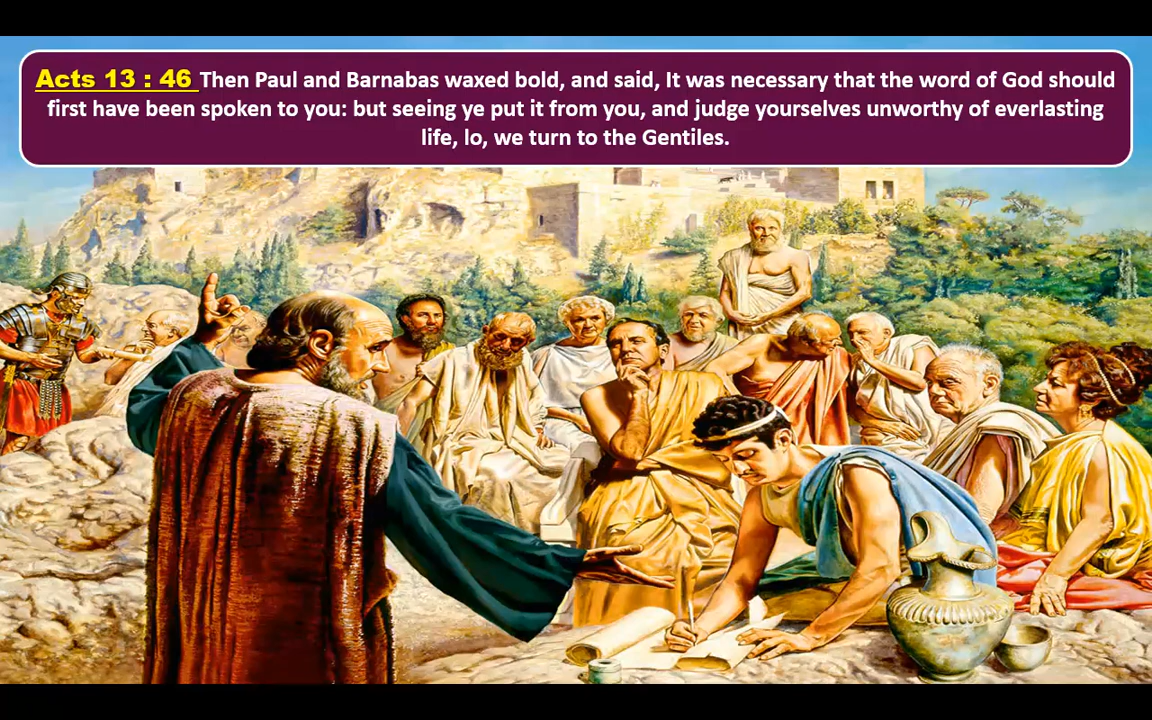 Acts 13 : 46 Then Paul and Barnabas waxed bold, and said, It was necessary that the word of God should
first have been spoken to you: but seeing ye put it from you, and judge yourselves unworthy of everlasting
life, lo, we turn to the Gentiles.